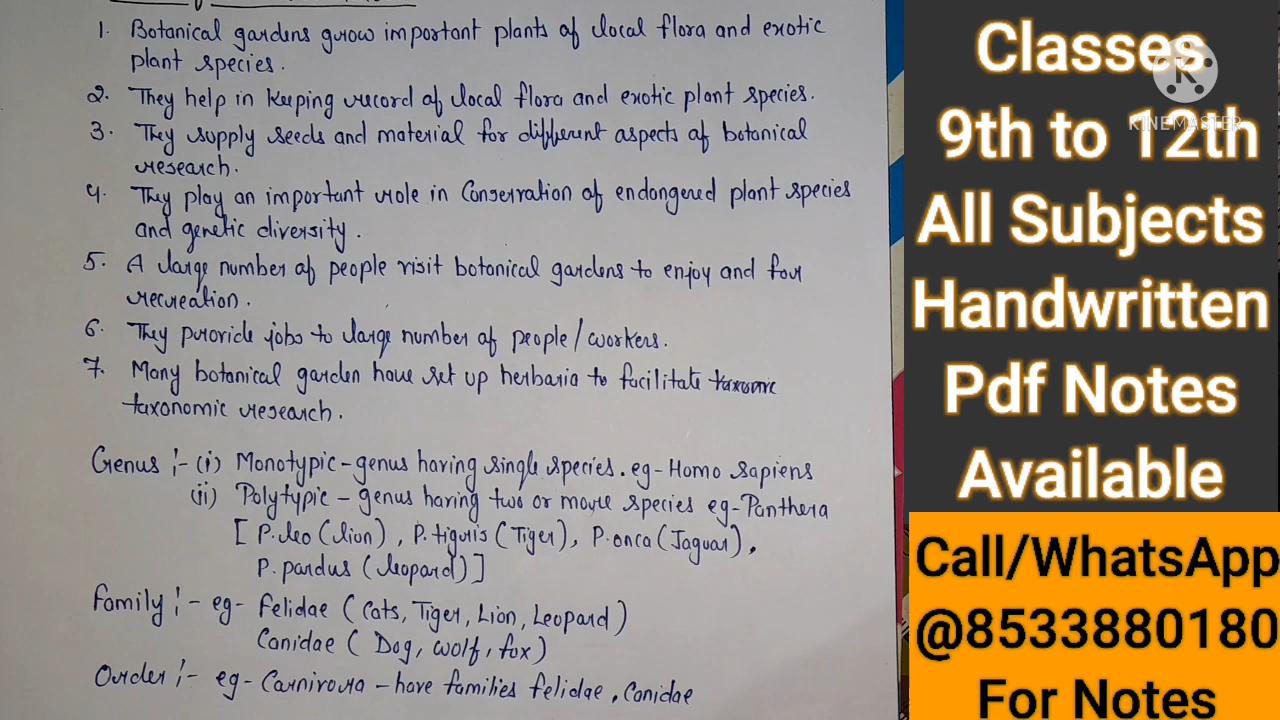 1. Botanical gardens grow important plants of local flora and exotic
plant species.
2. They help in keeping record of local flora and exotic plant species.
3. They supply seeds and material for different aspects of botanical
research.
4. They play an important role in Conservation of endangered plant species
and genetic diversity.
5. A large number of people visit botanical gardens to enjoy and for
recreation.
6. They provide jobs to large number of people/workers.
7. Many botanical garden have set up herbaria to facilitate
taxonomic research.
Genus :- (i) Monotypic - genus having single species. eg- Homo sapiens
(ii) Polytypic - genus having two or more species eg- Panthera
[ P. leo (lion), P. tigris (Tiger), P. onca (Jaguar),
P. pardus (leopard) ]
Family :- eg- Felidae ( Cats, Tiger, Lion, Leopard )
Canidae ( Dog, wolf, fox )
Order :- eg- Carnivora - have families felidae, Canidae
Classes
9th to 12th
All Subjects
Handwritten
Pdf Notes
Available
Call/WhatsApp
@8533880180
For Notes
K
KINEMASTER